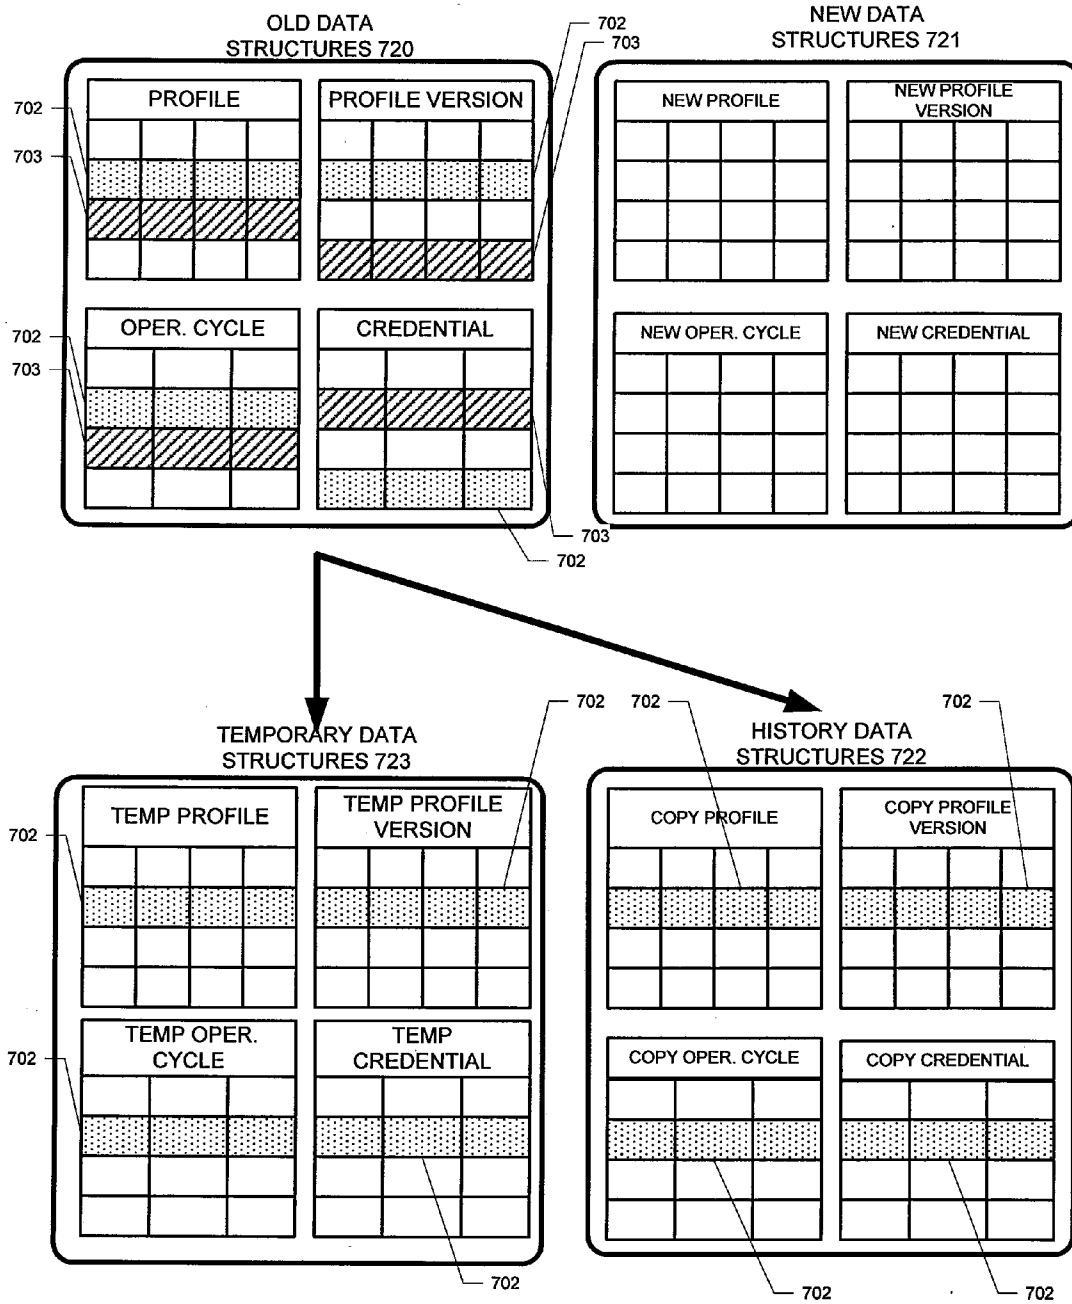 OLD DATA
STRUCTURES 720
702
703
NEW DATA
STRUCTURES 721
702
703
PROFILE
PROFILE VERSION
NEW PROFILE
NEW PROFILE
VERSION
702
703
OPER. CYCLE
CREDENTIAL
NEW OPER. CYCLE
NEW CREDENTIAL
703
702
TEMPORARY DATA
STRUCTURES 723
702
702
HISTORY DATA
STRUCTURES 722
702
702
TEMP PROFILE
TEMP PROFILE
VERSION
COPY PROFILE
COPY PROFILE
VERSION
702
TEMP OPER.
CYCLE
TEMP
CREDENTIAL
COPY OPER. CYCLE
COPY CREDENTIAL
702
702
702